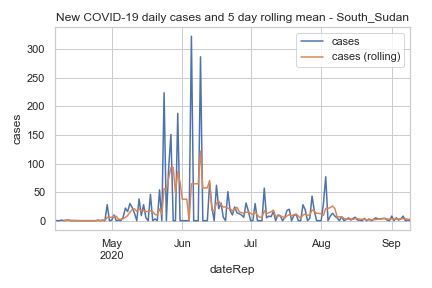 New COVID-19 daily cases and 5 day rolling mean - South_Sudan
cases
cases (rolling)
300
250
200
150
100
50
0
cases
May
2020
Jun
Jul
Aug
Sep
dateRep